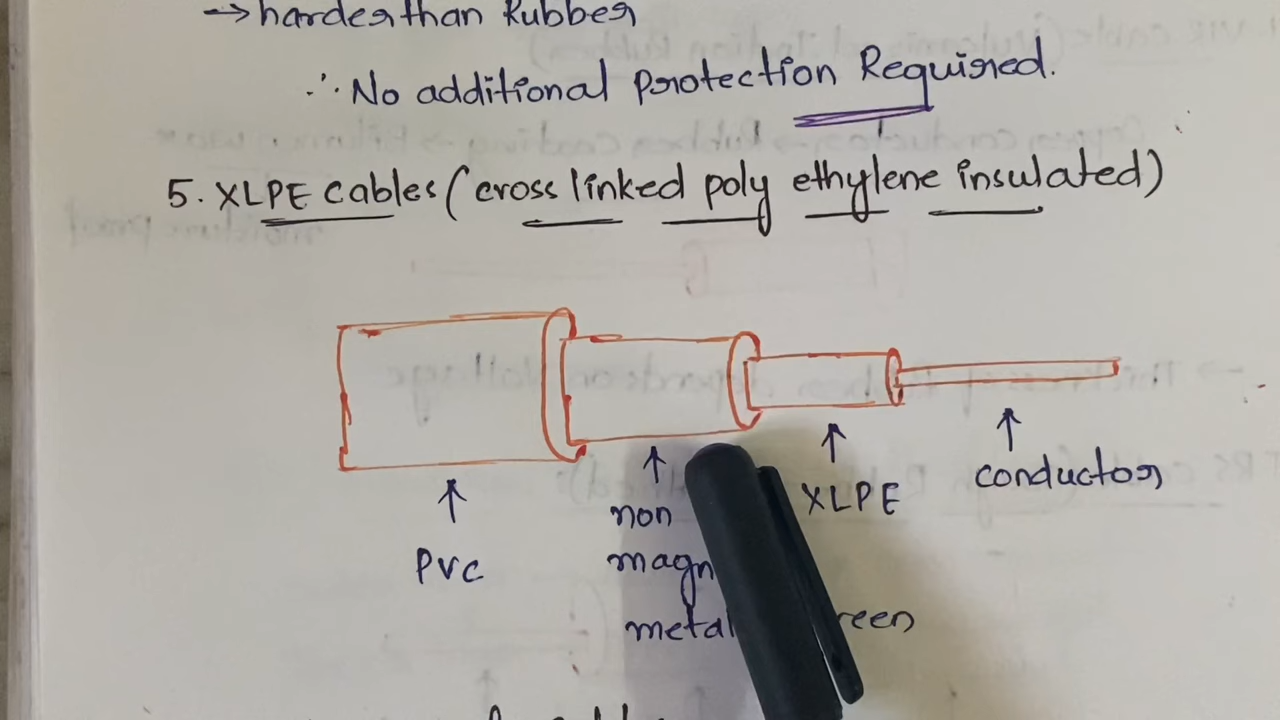 → harder than Rubber
∴ No additional protection Required.
5. XLPE cables (cross linked poly ethylene insulated)
PVC
non
XLPE
conductor